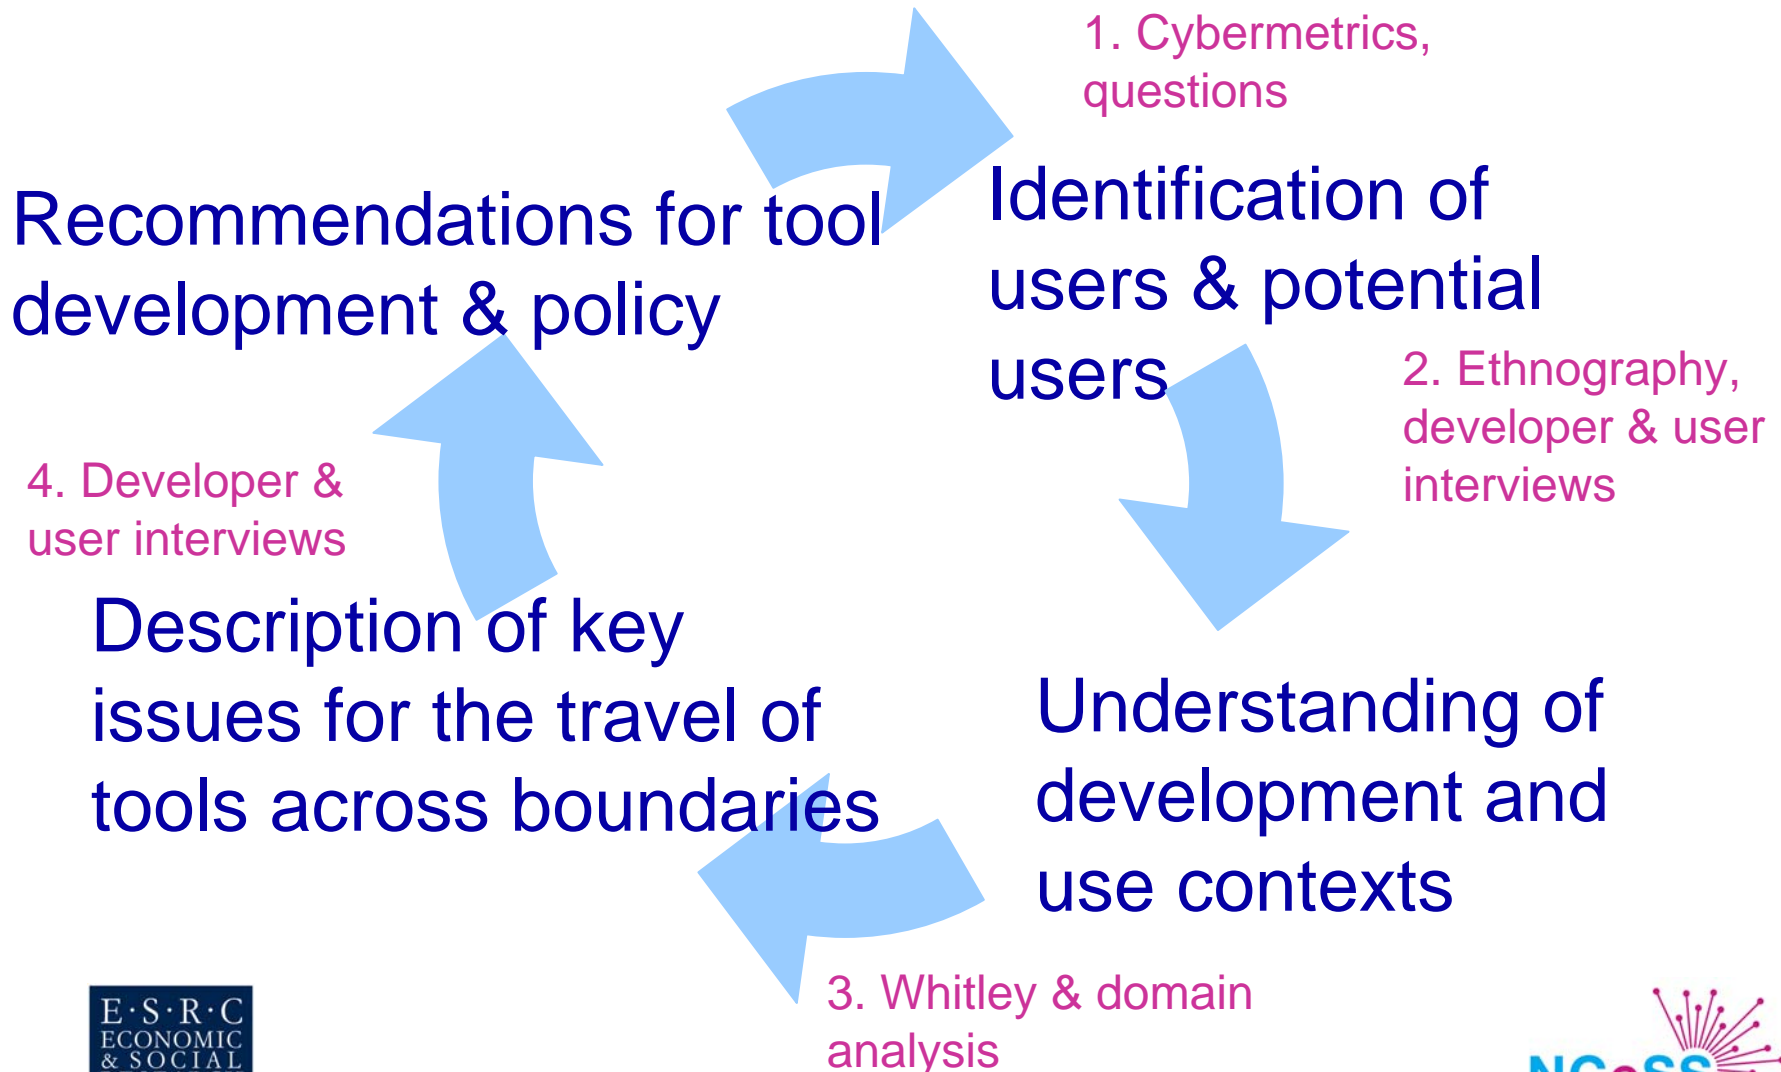 1. Cybermetrics,
questions
Identification of
users & potential
users
2. Ethnography,
developer & user
interviews
Understanding of
development and
use contexts
3. Whitley & domain
analysis
Description of key
issues for the travel of
tools across boundaries
4. Developer &
user interviews
Recommendations for tool
development & policy
E·S·R·C
ECONOMIC
& SOCIAL
NCeSS